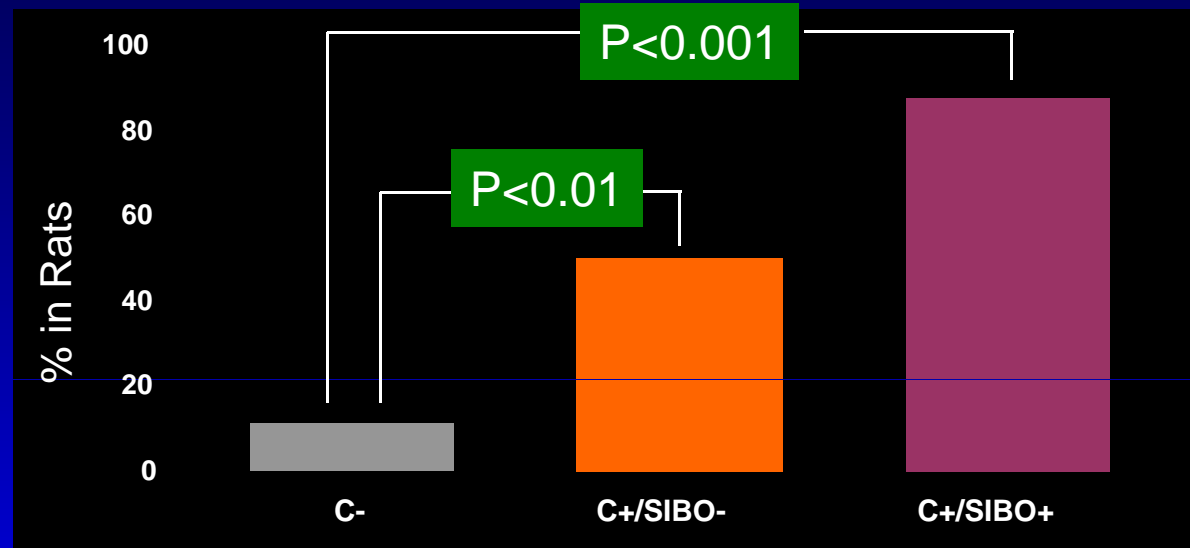 100
P<0.001
80
P<0.01
60
% in Rats
40
20
0
C-
C+/SIBO-
C+/SIBO+